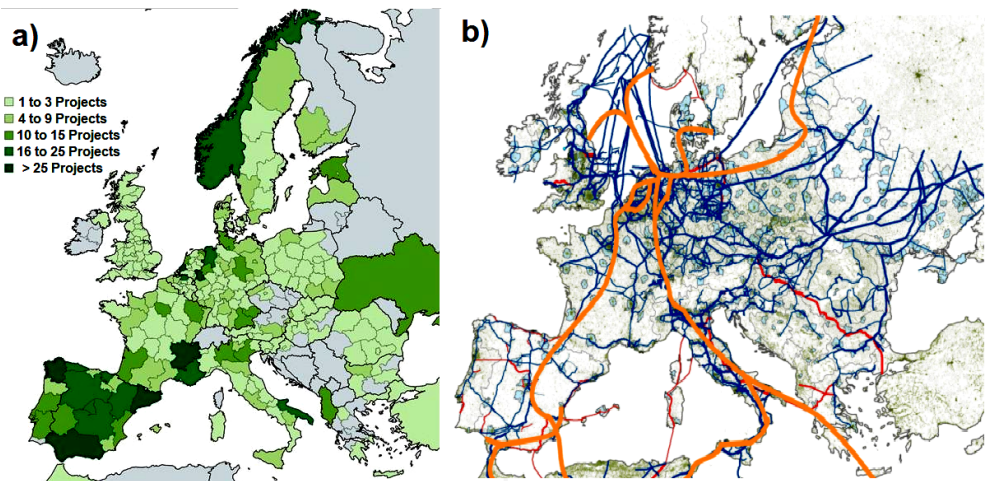 a)
1 to 3 Projects
4 to 9 Projects
10 to 15 Projects
16 to 25 Projects
> 25 Projects
b)